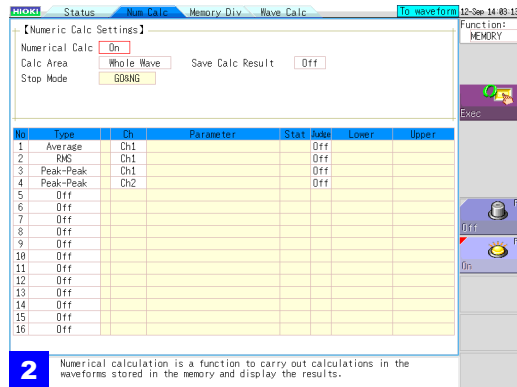 HIOKI Status Num Calc Memory Div Wave Calc To waveform 12-Sep 14:03:13
Function:
MEMORY
【Numeric Calc Settings】
Numerical Calc On
Calc Area Whole Wave Save Calc Result Off
Stop Mode GO&NG
Exec
No Type Ch Parameter Stat Judge Lower Upper
1 Average Ch1 Off
2 RMS Ch1 Off
3 Peak-Peak Ch1 Off
4 Peak-Peak Ch2 Off
5 Off
6 Off
7 Off
8 Off
9 Off
10 Off
11 Off
12 Off
13 Off
14 Off
15 Off
16 Off
Off
On
2
Numerical calculation is a function to carry out calculations in the
waveforms stored in the memory and display the results.